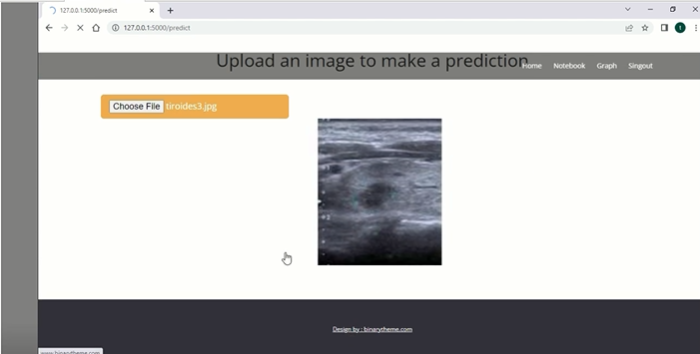 127.0.0.1:5000/predict
127.0.0.1:5000/predict
Upload an image to make a prediction
Home Notebook Graph Singout
Choose File tiroides3.jpg
Design by : binarytheme.com
www.binarytheme.com